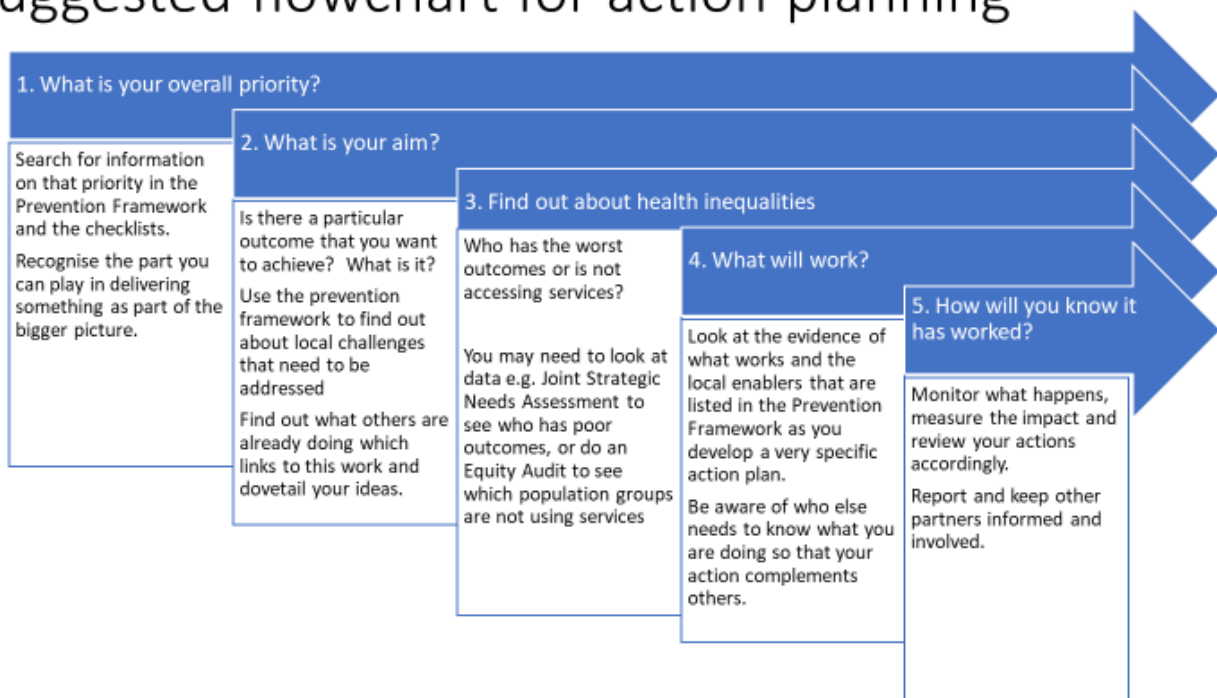 uggested flowchart for action planning
1. What is your overall priority?
Search for information
on that priority in the
Prevention Framework
and the checklists.
Recognise the part you
can play in delivering
something as part of the
bigger picture.
2. What is your aim?
Is there a particular
outcome that you want
to achieve? What is it?
Use the prevention
framework to find out
about local challenges
that need to be
addressed
Find out what others are
already doing which
links to this work and
dovetail your ideas.
3. Find out about health inequalities
Who has the worst
outcomes or is not
accessing services?
You may need to look at
data e.g. Joint Strategic
Needs Assessment to
see who has poor
outcomes, or do an
Equity Audit to see
which population groups
are not using services
4. What will work?
Look at the evidence of
what works and the
local enablers that are
listed in the Prevention
Framework as you
develop a very specific
action plan.
Be aware of who else
needs to know what you
are doing so that your
action complements
others.
5. How will you know it
has worked?
Monitor what happens,
measure the impact and
review your actions
accordingly.
Report and keep other
partners informed and
involved.